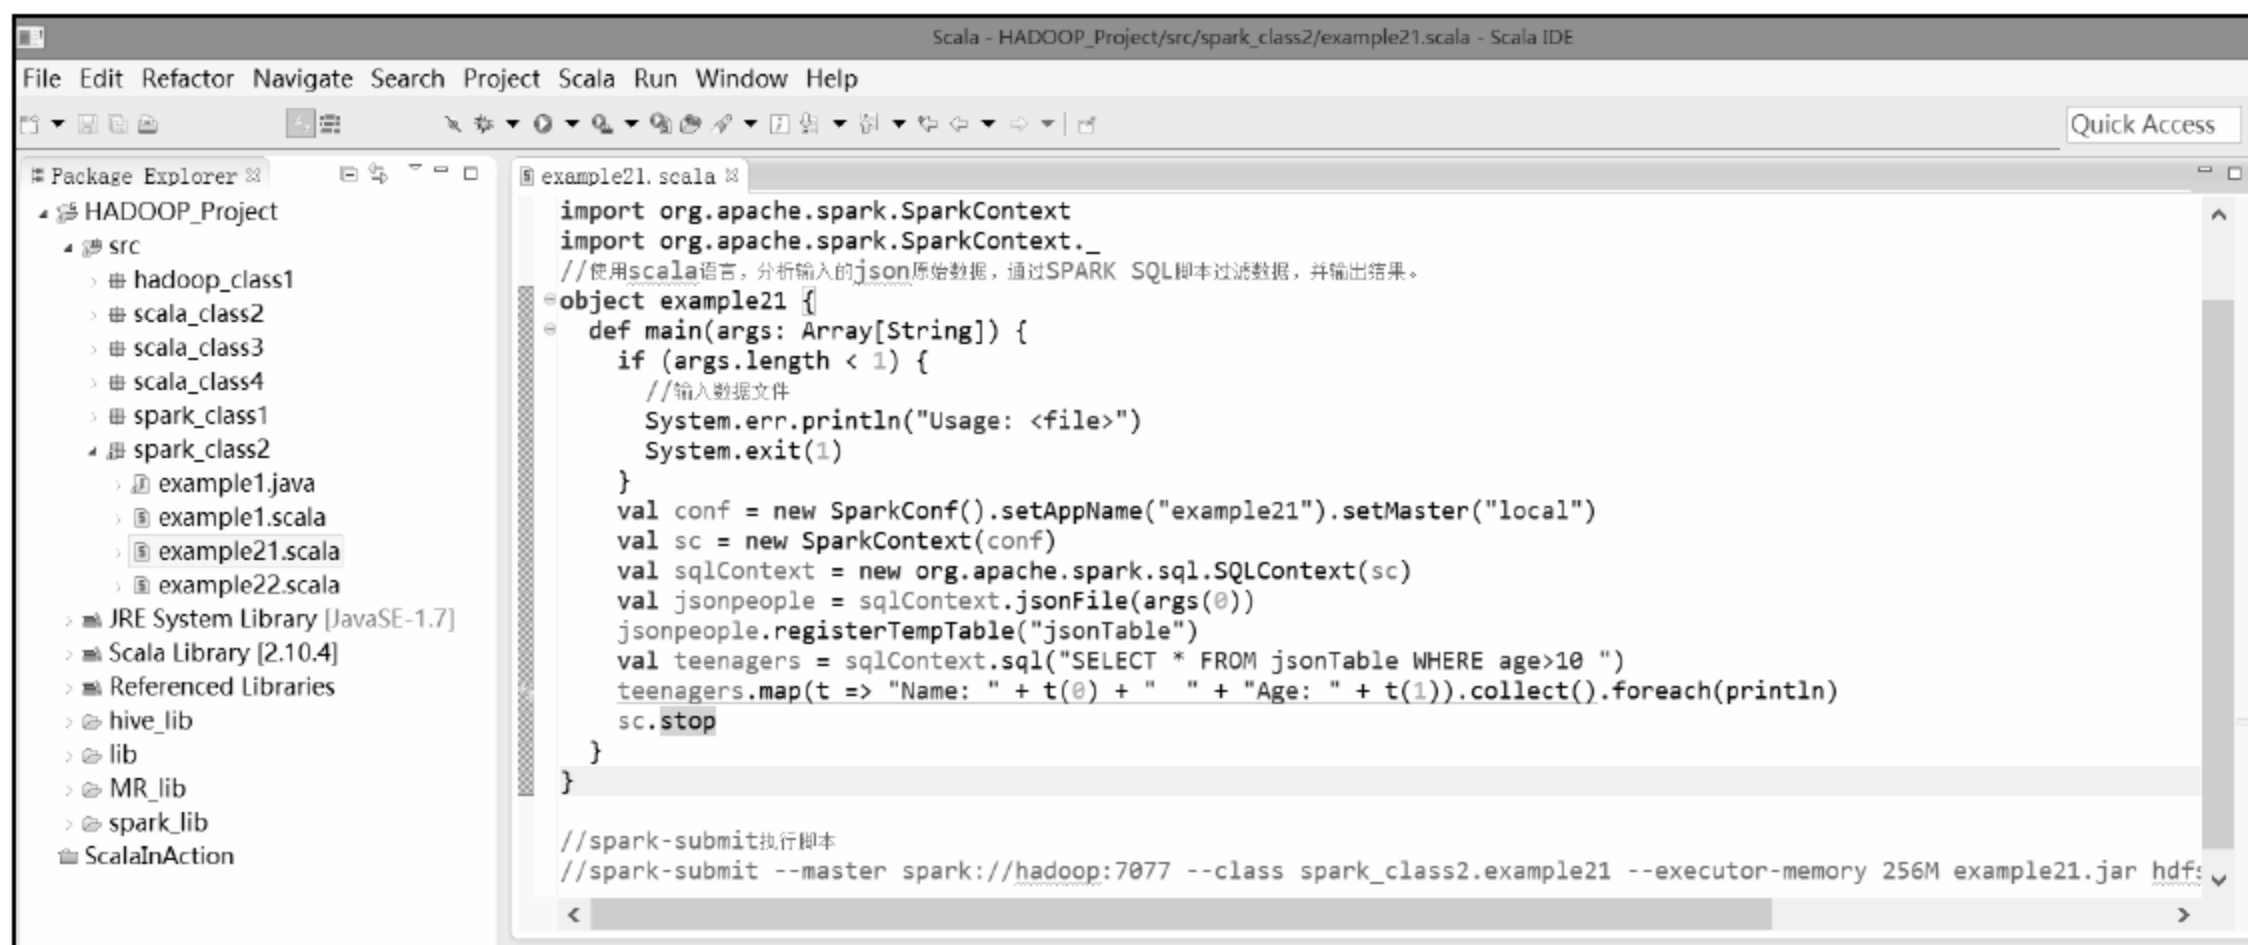 Scala - HADOOP_Project/src/spark_class2/example21.scala - Scala IDE
File Edit Refactor Navigate Search Project Scala Run Window Help
Quick Access
Package Explorer
HADOOP_Project
src
hadoop_class1
scala_class2
scala_class3
scala_class4
spark_class1
spark_class2
example1.java
example1.scala
example21.scala
example22.scala
JRE System Library [JavaSE-1.7]
Scala Library [2.10.4]
Referenced Libraries
hive_lib
lib
MR_lib
spark_lib
ScalaInAction
example21.scala
import org.apache.spark.SparkContext
import org.apache.spark.SparkContext._
//使用scala语言，分析输入的json原始数据，通过SPARK SQL脚本过滤数据，并输出结果。
object example21 {
  def main(args: Array[String]) {
    if (args.length < 1) {
      //输入数据文件
      System.err.println("Usage: <file>")
      System.exit(1)
    }
    val conf = new SparkConf().setAppName("example21").setMaster("local")
    val sc = new SparkContext(conf)
    val sqlContext = new org.apache.spark.sql.SQLContext(sc)
    val jsonpeople = sqlContext.jsonFile(args(0))
    jsonpeople.registerTempTable("jsonTable")
    val teenagers = sqlContext.sql("SELECT * FROM jsonTable WHERE age>10 ")
    teenagers.map(t => "Name: " + t(0) + "  " + "Age: " + t(1)).collect().foreach(println)
    sc.stop
  }
}
//spark-submit执行脚本
//spark-submit --master spark://hadoop:7077 --class spark_class2.example21 --executor-memory 256M example21.jar hdfs